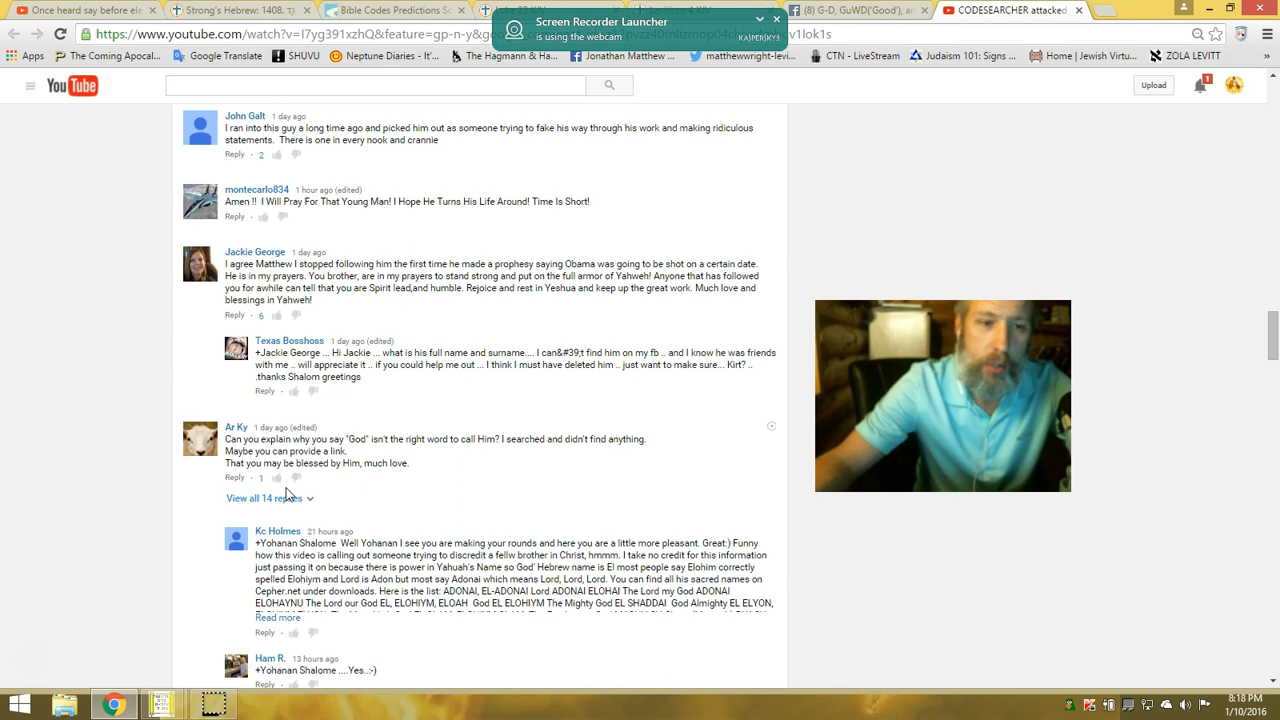 Onceect say before ele
Strong's Hebrew: 1408.
Bible Codes Predictions S
G - D, GuWD('Good'), an
CODESEARCHER attacked
Screen Recorder Launcher
is using the webcam
KASPERSKY
https://www.youtube.com/watch?v=I7yg391xzhQ&feature=gp-n-y&google_
Apps
The Coming Apocal...
Google Translate
SHUVU
Neptune Diaries - It'...
The Hagman & Ha...
Jonathan Matthew...
matthewwright-levi...
CTN - LiveStream
Judaism 101: Signs ...
Home | Jewish Virtu...
ZOLA LEVITT
»
YouTube
Upload
1
John Galt 1 day ago
I ran into this guy a long time ago and picked him out as someone trying to fake his way through his work and making ridiculous
statements. There is one in every nook and crannie
Reply · 2
montecarlo834 1 hour ago (edited)
Amen !! I Will Pray For That Young Man! I Hope He Turns His Life Around! Time Is Short!
Reply ·
Jackie George 1 day ago
I agree Matthew I stopped following him the first time he made a prophesy saying Obama was going to be shot on a certain date.
He is in my prayers. You brother, are in my prayers to stand strong and put on the full armor of Yahweh! Anyone that has followed
you for awhile can tell that you are Spirit lead,and humble. Rejoice and rest in Yeshua and keep up the great work. Much love and
blessings in Yahweh!
Reply · 6
Texas Bosshoss 1 day ago (edited)
+Jackie George ... Hi Jackie ... what is his full name and surname.... I can&#39;t find him on my fb .. and I know he was friends
with me .. will appreciate it .. if you could help me out ... I think I must have deleted him .. just want to make sure... Kirt? ..
.thanks Shalom greetings
Reply ·
Ar Ky 1 day ago (edited)
Can you explain why you say "God" isn't the right word to call Him? I searched and didn't find anything.
Maybe you can provide a link.
That you may be blessed by Him, much love.
Reply · 1
View all 14 replies
Kc Holmes 21 hours ago
+Yohanan Shalome Well Yohanan I see you are making your rounds and here you are a little more pleasant. Great:) Funny
how this video is calling out someone trying to discredit a fellw brother in Christ, hmmm. I take no credit for this information
just passing it on because there is power in Yahuah's Name so God' Hebrew name is El most people say Elohim correctly
spelled Elohiym and Lord is Adon but most say Adonai which means Lord, Lord, Lord. You can find all his sacred names on
Cepher.net under downloads. Here is the list: ADONAI, EL-ADONAI Lord ADONAI ELOHAI The Lord my God ADONAI
ELOHAYNU The Lord our God EL, ELOHIYM, ELOAH God EL ELOHIYM The Mighty God EL SHADDAI God Almighty EL ELYON,
Read more
Reply ·
Ham R. 13 hours ago
+Yohanan Shalome ....Yes..:-)
Reply ·
8:18 PM
1/10/2016